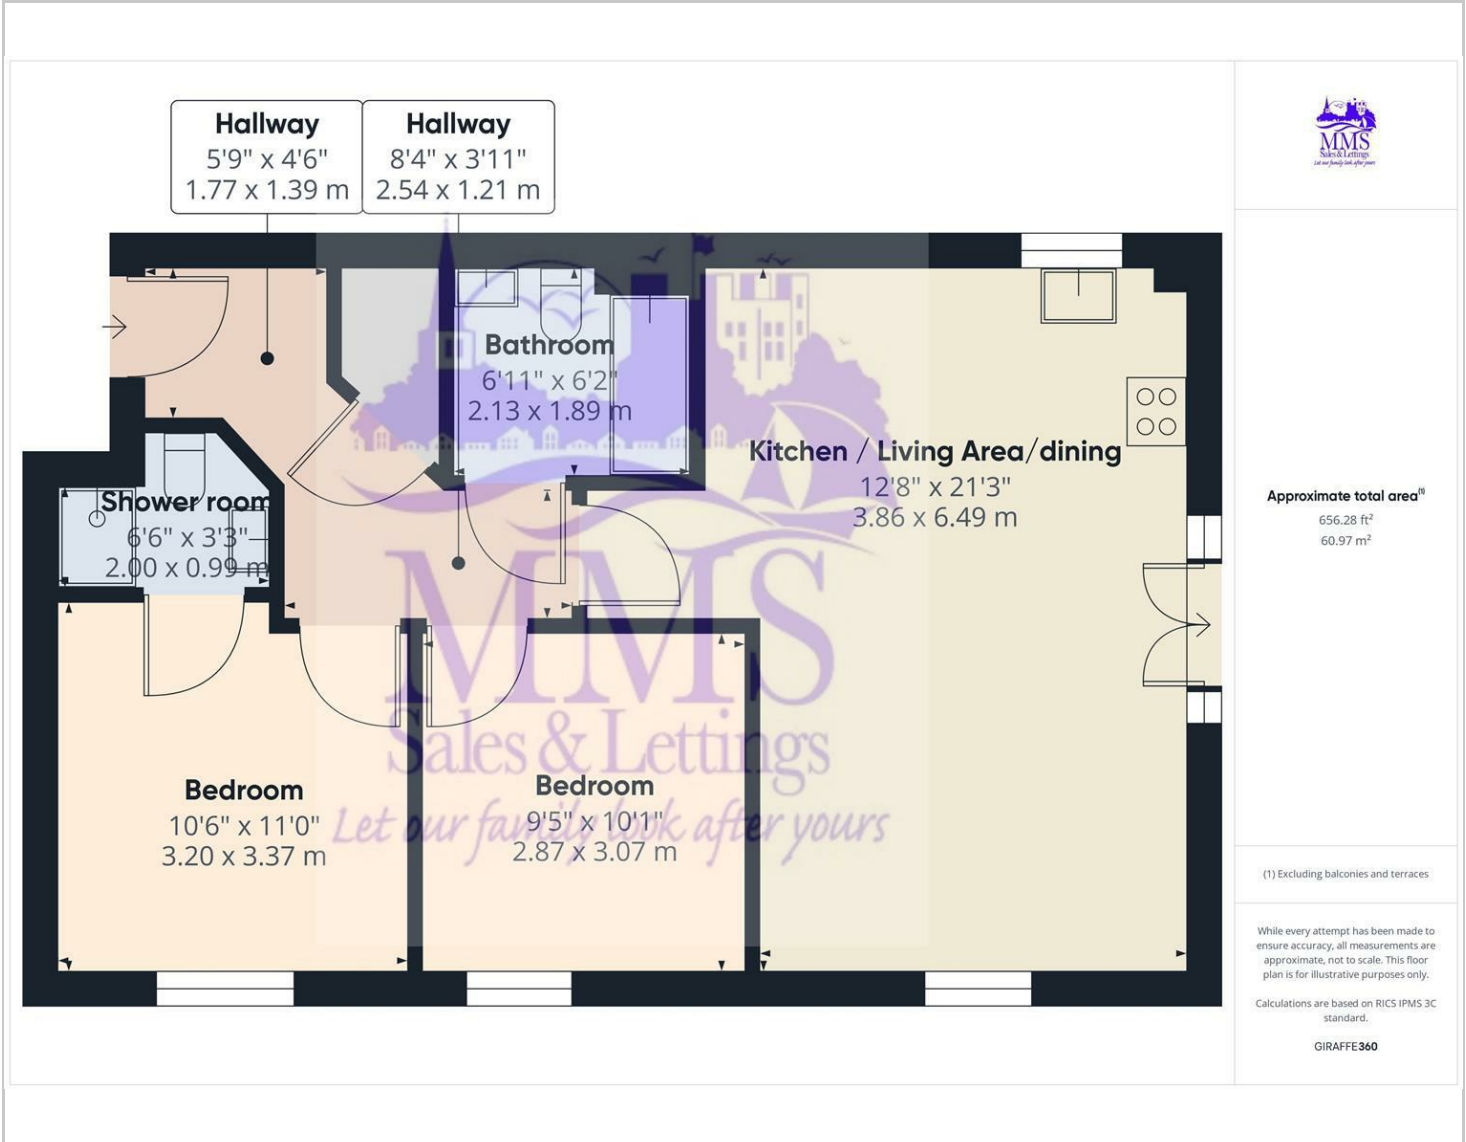 Hallway
5'9" x 4'6"
1.77 x 1.39 m
Hallway
8'4" x 3'11"
2.54 x 1.21 m
Bathroom
6'11" x 6'2"
2.13 x 1.89 m
Kitchen / Living Area/dining
12'8" x 21'3"
3.86 x 6.49 m
Shower room
6'6" x 3'3"
2.00 x 0.99 m
MMS
Sales & Lettings
Let our family look after yours
Bedroom
10'6" x 11'0"
3.20 x 3.37 m
Bedroom
9'5" x 10'1"
2.87 x 3.07 m
MMS
Sales & Lettings
Let our family look after yours
Approximate total area(1)
656.28 ft²
60.97 m²
(1) Excluding balconies and terraces
While every attempt has been made to
ensure accuracy, all measurements are
approximate, not to scale. This floor
plan is for illustrative purposes only.
Calculations are based on RICS IPMS 3C
standard.
GIRAFFE360